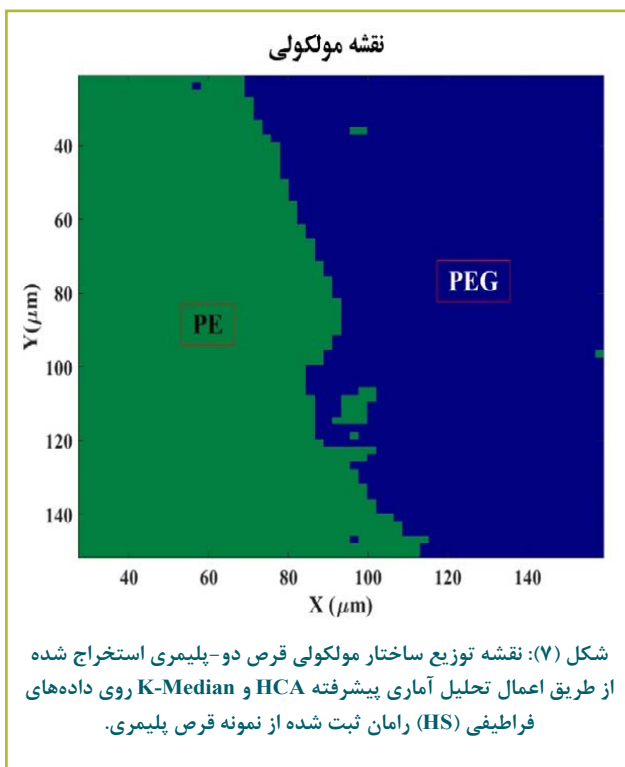 نقشه مولکولی
40
60
80
100
120
140
Y(μm)
PE
PEG
40 60 80 100 120 140
X (μm)
شکل (۷): نقشه توزیع ساختار مولکولی قرص دو-پلیمری استخراج شده
از طریق اعمال تحلیل آماری پیشرفته HCA و K-Median روی داده‌های
فراطیفی (HS) رامان ثبت شده از نمونه قرص پلیمری.